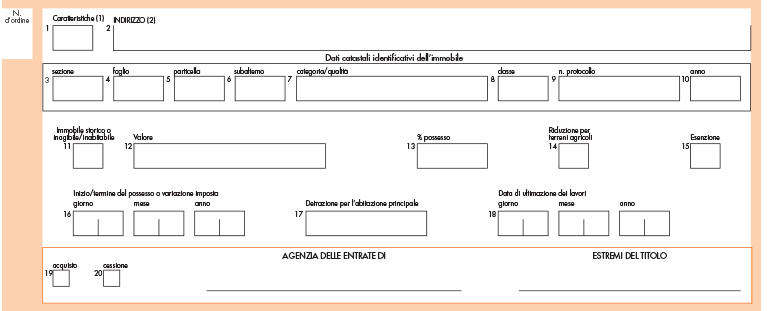 N.
d'ordine
Caratteristiche (1)
1
2
INDIRIZZO (2)
Dati catastali identificativi dell'immobile
sezione
foglio
particella
subalterno
categoria/qualità
classe
n. protocollo
anno
3
4
5
6
7
8
9
10
Immobile storico o
inagibile/inabitabile
Valore
% possesso
Riduzione per
terreni agricoli
Esenzione
11
12
13
14
15
Inizio/termine del possesso o variazione imposta
giorno
mese
anno
Detrazione per l'abitazione principale
Data di ultimazione dei lavori
giorno
mese
anno
16
17
18
acquisto
cessione
19
20
AGENZIA DELLE ENTRATE DI
ESTREMI DEL TITOLO